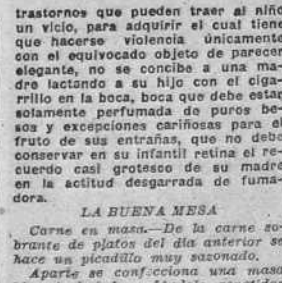 trastornos que pueden traer al niño
un vicio, para adquirir el cual tiene
que hacerse violencia únicamente
con el equivocado objeto de parecer
elegante, no se concibe a una ma-
dre lactando a su hijo con el ciga-
rrillo en la boca, boca que debe estar
solamente perfumada de puros be-
sos y excepciones cariñosas para el
fruto de sus entrañas, que no debe
conservar en su infantil retina el re-
cuerdo casi grotesco de su madre
en la actitud desgarrada de fuma-
dora.
LA BUENA MESA
Carne en masa.—De la carne so-
brante de platos del día anterior se
hace un picadillo muy sazonado.
Aparte se confecciona una masa